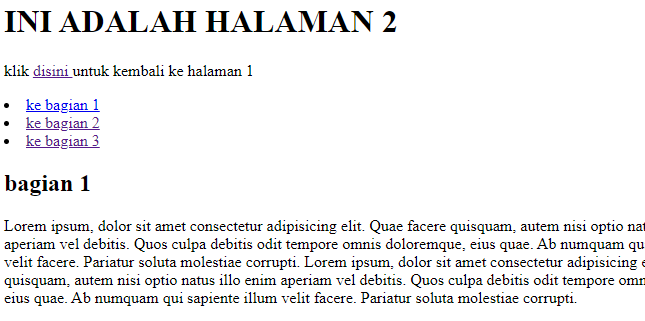 INI ADALAH HALAMAN 2
klik disini untuk kembali ke halaman 1
• ke bagian 1
• ke bagian 2
• ke bagian 3
bagian 1
Lorem ipsum, dolor sit amet consectetur adipisicing elit. Quae facere quisquam, autem nisi optio nat
aperiam vel debitis. Quos culpa debitis odit tempore omnis doloremque, eius quae. Ab numquam qu
velit facere. Pariatur soluta molestiae corrupti. Lorem ipsum, dolor sit amet consectetur adipisicing e
quisquam, autem nisi optio natus illo enim aperiam vel debitis. Quos culpa debitis odit tempore omn
eius quae. Ab numquam qui sapiente illum velit facere. Pariatur soluta molestiae corrupti.